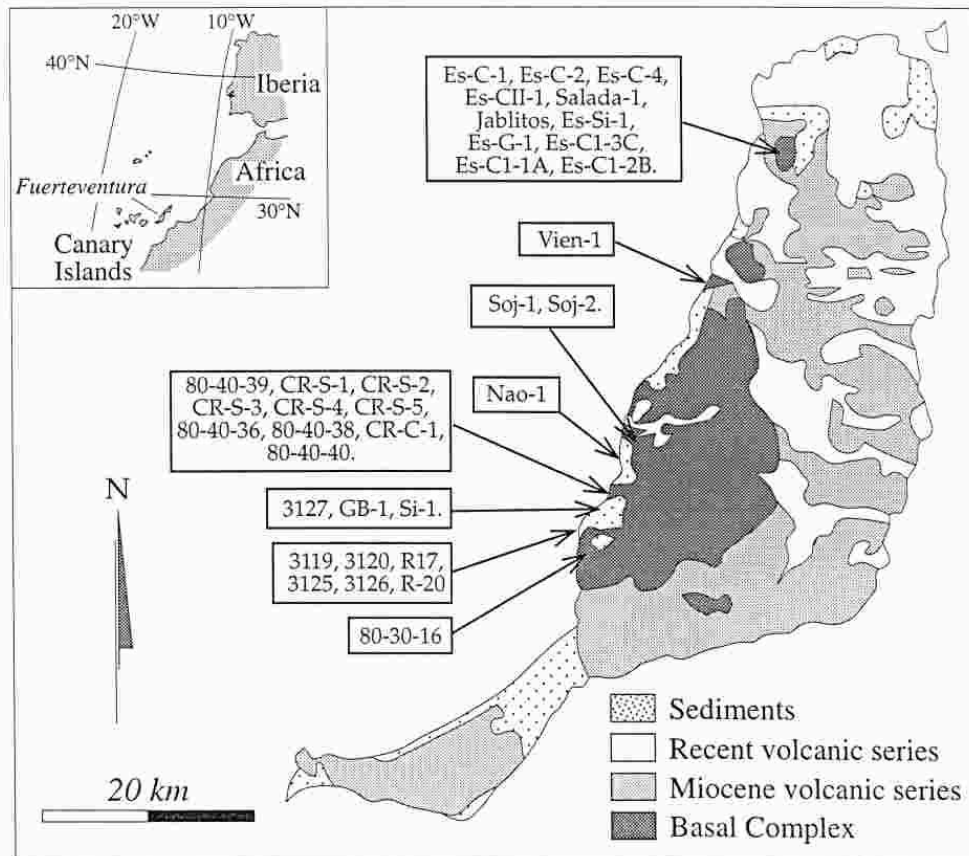 20°W
10°W
40°N
Iberia
Africa
Fuerteventura
30°N
Canary
Islands
Es-C-1, Es-C-2, Es-C-4,
Es-CII-1, Salada-1,
Jablitos, Es-Si-1,
Es-G-1, Es-C1-3C,
Es-C1-1A, Es-C1-2B.
Vien-1
Soj-1, Soj-2.
80-40-39, CR-S-1, CR-S-2,
CR-S-3, CR-S-4, CR-S-5,
80-40-36, 80-40-38, CR-C-1,
80-40-40.
Nao-1
N
3127, GB-1, Si-1.
3119, 3120, R17,
3125, 3126, R-20
80-30-16
Sediments
Recent volcanic series
Miocene volcanic series
Basal Complex
20 km